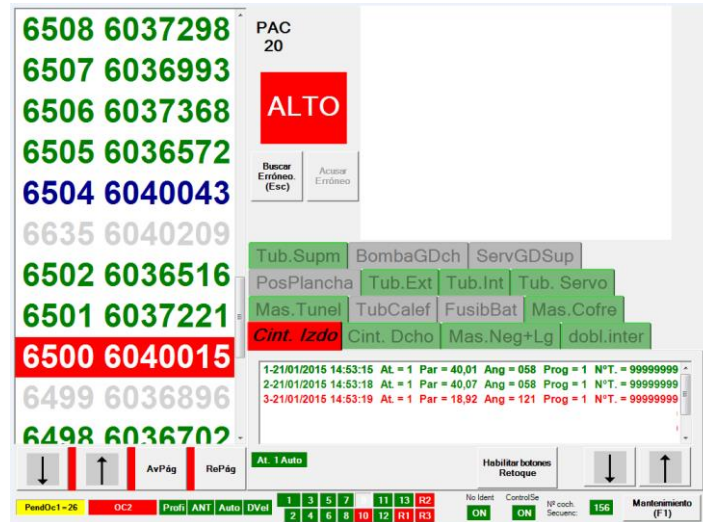 6508 6037298
6507 6036993
6506 6037368
6505 6036572
6504 6040043
6635 6040209
6502 6036516
6501 6037221
6500 6040015
6499 6036896
6498 6036702
AvPág
RePág
PAC
20
ALTO
Buscar
Erróneo.
(Esc)
Acusar
Erróneo
Tub.Supm BombaGDch ServGDSup
PosPlancha Tub.Ext Tub.Int Tub. Servo
Mas.Tunel TubCalef FusibBat Mas.Cofre
Cint. Izdo Cint. Dcho Mas.Neg+Lg dobl.inter
1-21/01/2015 14:53:15 At. = 1 Par = 40,01 Ang = 058 Prog = 1 NºT. = 99999999
2-21/01/2015 14:53:18 At. = 1 Par = 40,07 Ang = 058 Prog = 1 NºT. = 99999999
3-21/01/2015 14:53:19 At. = 1 Par = 18,92 Ang = 121 Prog = 1 NºT. = 99999999
At. 1 Auto
Habilitar botones
Retoque
PendOc1=26 OC2 Profi ANT Auto DVel
1 3 5 7 11 13 R2
2 4 6 8 10 12 R1 R3
No Ident
ON
ControlSe
ON
Nº coch.
Secuenc:
156
Mantenimiento
(F1)